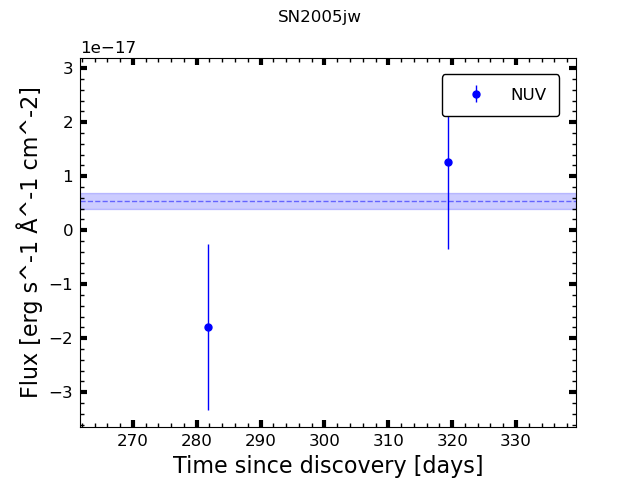 SN2005jw
1e−17
NUV
3
2
1
0
−1
−2
−3
Flux [erg s^-1 Å^-1 cm^-2]
270 280 290 300 310 320 330
Time since discovery [days]